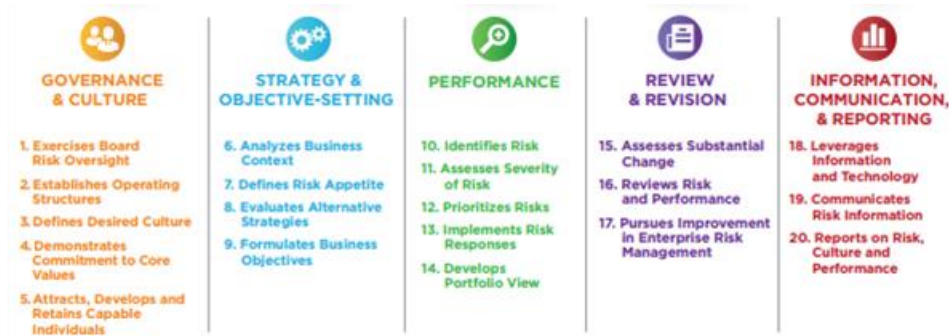 GOVERNANCE
& CULTURE
1. Exercises Board
Risk Oversight
2. Establishes Operating
Structures
3. Defines Desired Culture
4. Demonstrates
Commitment to Core
Values
5. Attracts, Develops and
Retains Capable
Individuals
STRATEGY &
OBJECTIVE-SETTING
6. Analyzes Business
Context
7. Defines Risk Appetite
8. Evaluates Alternative
Strategies
9. Formulates Business
Objectives
PERFORMANCE
10. Identifies Risk
11. Assesses Severity
of Risk
12. Prioritizes Risks
13. Implements Risk
Responses
14. Develops
Portfolio View
REVIEW
& REVISION
15. Assesses Substantial
Change
16. Reviews Risk
and Performance
17. Pursues Improvement
in Enterprise Risk
Management
INFORMATION,
COMMUNICATION,
& REPORTING
18. Leverages
Information
and Technology
19. Communicates
Risk Information
20. Reports on Risk,
Culture and
Performance